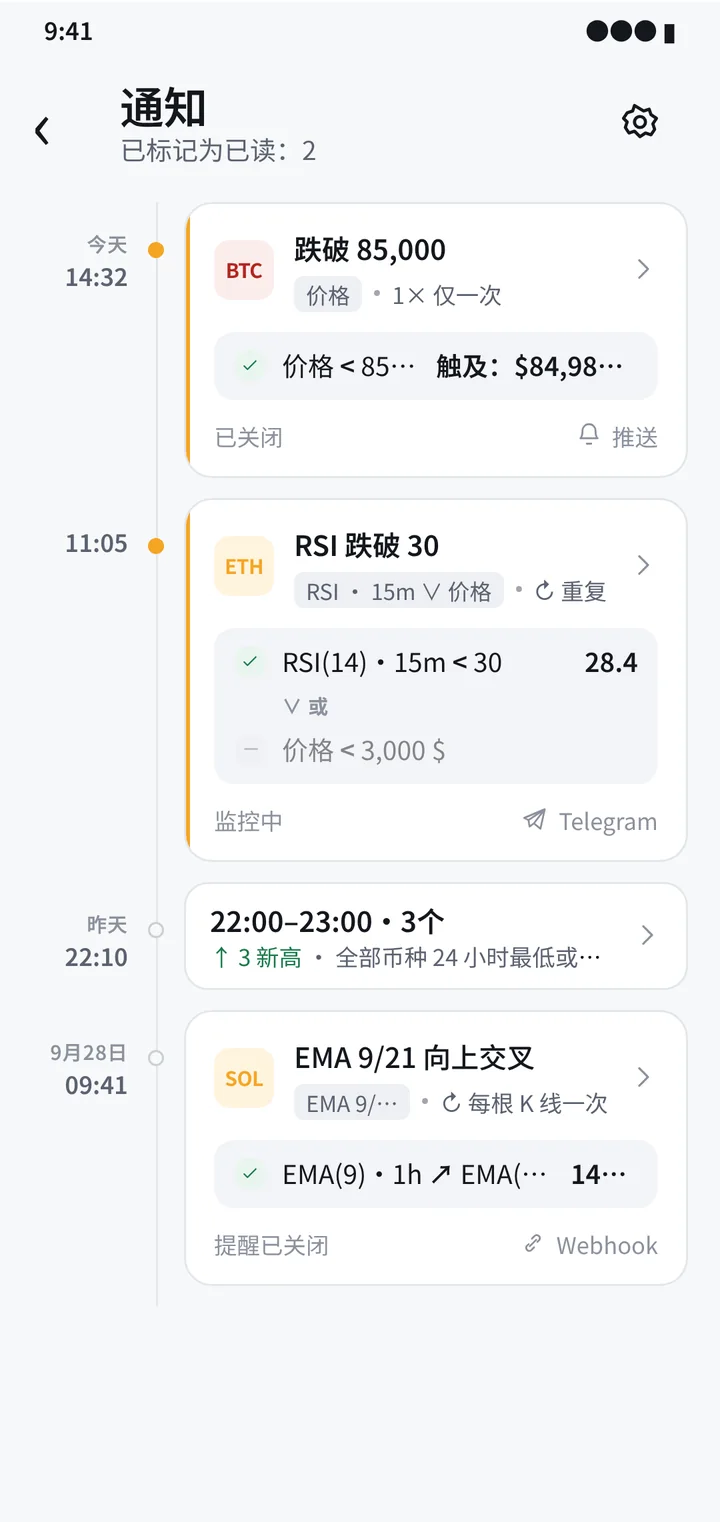 9:41
通知
已标记为已读：2
今天
14:32
BTC
跌破 85,000
价格 • 1× 仅一次
✓ 价格 < 85··· 触及：$84,98···
已关闭
推送
11:05
ETH
RSI 跌破 30
RSI · 15m ∨ 价格 • ↻ 重复
✓ RSI(14) · 15m < 30 28.4
∨ 或
— 价格 < 3,000 $
监控中
Telegram
昨天
22:10
22:00–23:00 · 3个
↑ 3 新高 · 全部币种 24 小时最低或···
9月28日
09:41
SOL
EMA 9/21 向上交叉
EMA 9/··· • ↻ 每根 K 线一次
✓ EMA(9) · 1h ↗ EMA(··· 14···
提醒已关闭
Webhook